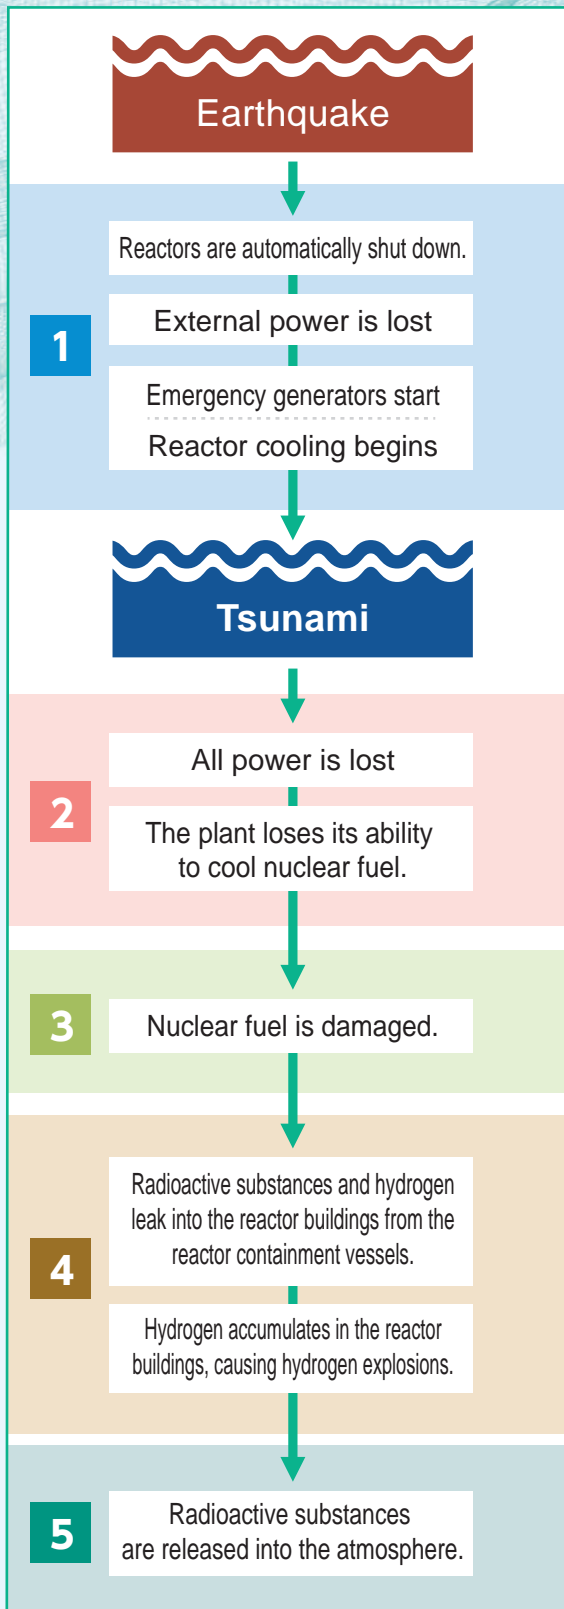 Earthquake
Reactors are automatically shut down.
1
External power is lost
Emergency generators start
Reactor cooling begins
Tsunami
All power is lost
2
The plant loses its ability
to cool nuclear fuel.
3
Nuclear fuel is damaged.
Radioactive substances and hydrogen
leak into the reactor buildings from the
reactor containment vessels.
4
Hydrogen accumulates in the reactor
buildings, causing hydrogen explosions.
5
Radioactive substances
are released into the atmosphere.